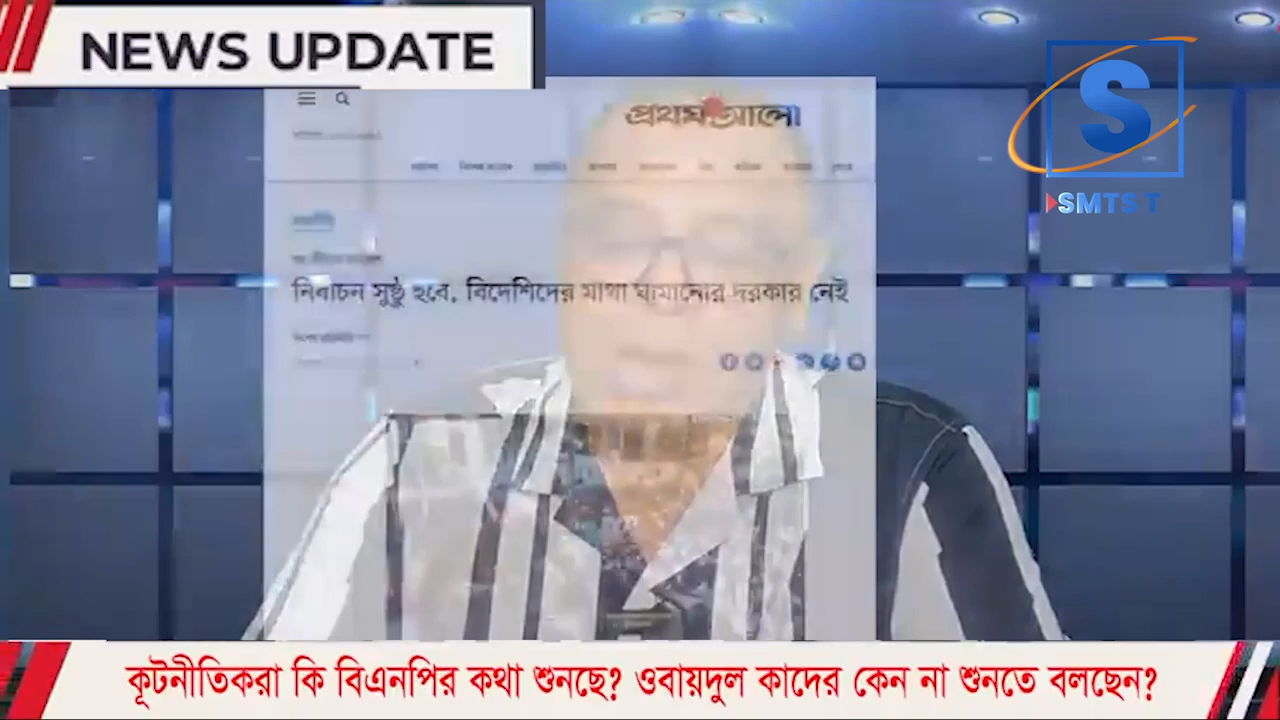 NEWS UPDATE
S
SMTS T
প্রথম আলো
নির্বাচন সুষ্ঠু হবে, বিদেশিদের মাথা ঘামানোর দরকার নেই
কূটনীতিকরা কি বিএনপির কথা শুনছে? ওবায়দুল কাদের কেন না শুনতে বলছেন?